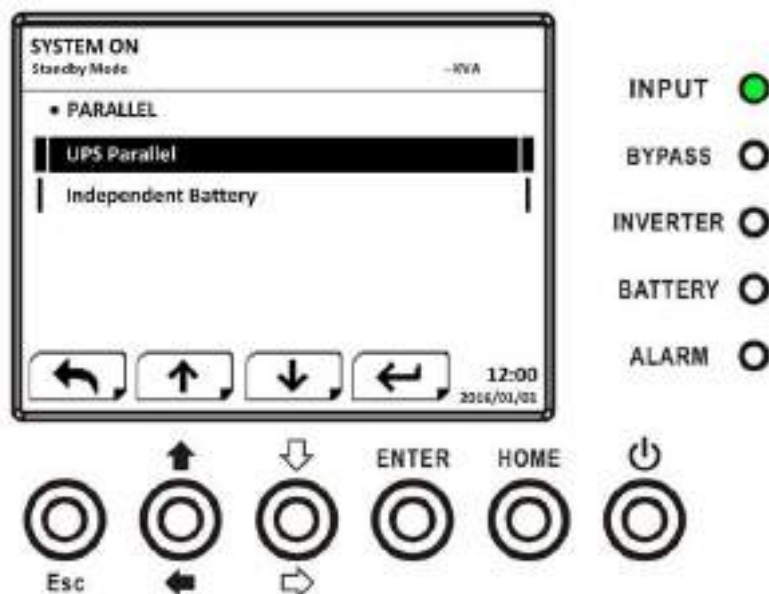 SYSTEM ON
Standby Mode --KVA
• PARALLEL
UPS Parallel
Independent Battery
12:00
2016/01/01
INPUT
BYPASS
INVERTER
BATTERY
ALARM
ENTER HOME
Esc